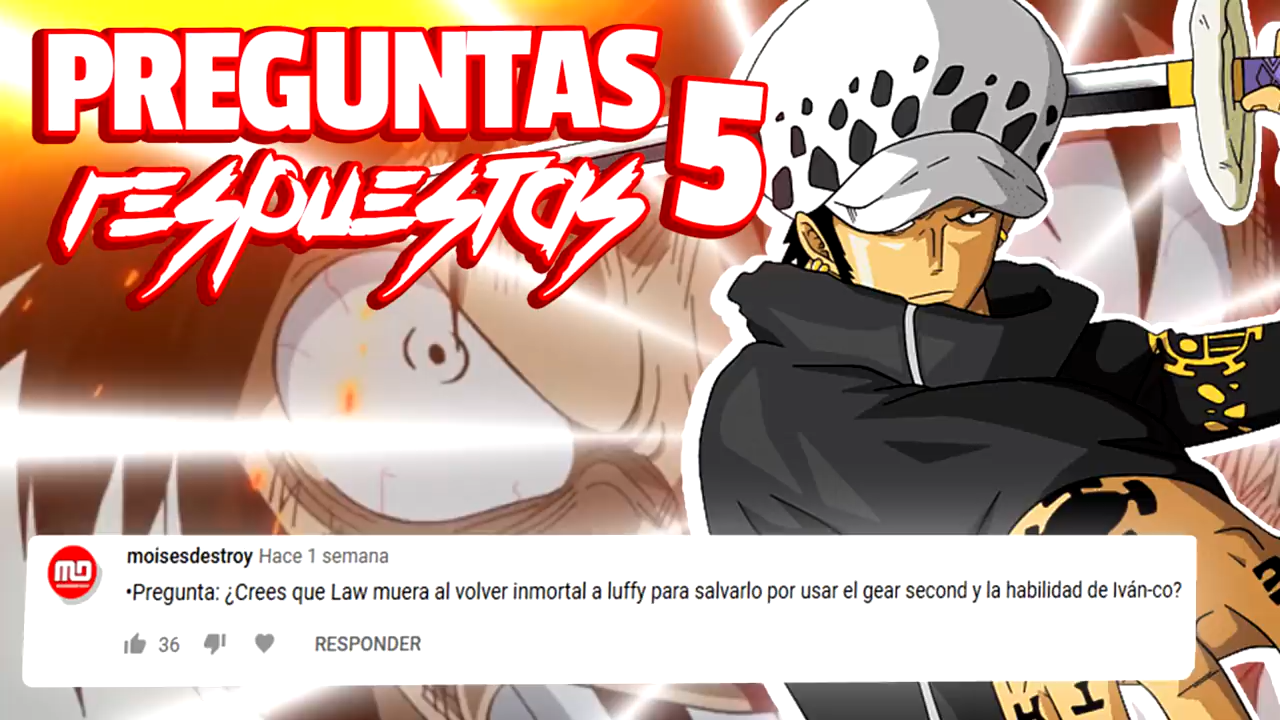 PREGUNTAS
respuestas 5
MD
moisesdestroy Hace 1 semana
•Pregunta: ¿Crees que Law muera al volver inmortal a luffy para salvarlo por usar el gear second y la habilidad de Iván-co?
36 RESPONDER